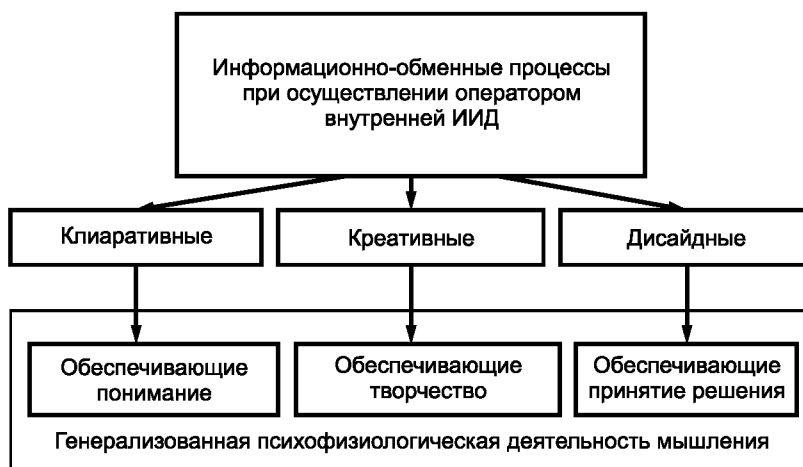 Информационно-обменные процессы
при осуществлении оператором
внутренней ИИД
Клиаративные
Креативные
Дисайдные
Обеспечивающие
понимание
Обеспечивающие
творчество
Обеспечивающие
принятие решения
Генерализованная психофизиологическая деятельность мышления